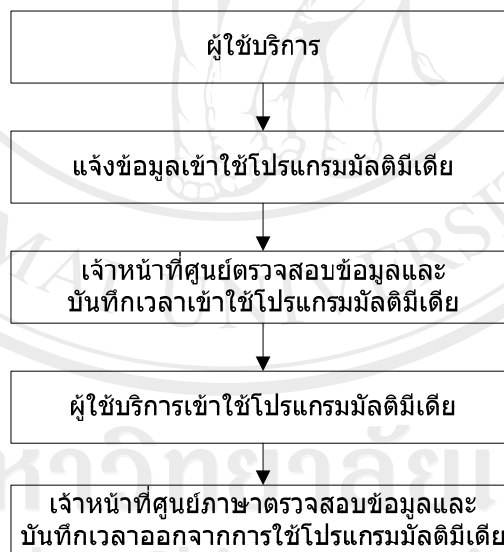 ผู้ใช้บริการ
แจ้งข้อมูลเข้าใช้โปรแกรมมัลติมีเดีย
เจ้าหน้าที่ศูนย์ตรวจสอบข้อมูลและ
บันทึกเวลาเข้าใช้โปรแกรมมัลติมีเดีย
ผู้ใช้บริการเข้าใช้โปรแกรมมัลติมีเดีย
เจ้าหน้าที่ศูนย์ภาษาตรวจสอบข้อมูลและ
บันทึกเวลาออกจากการใช้โปรแกรมมัลติมีเดีย